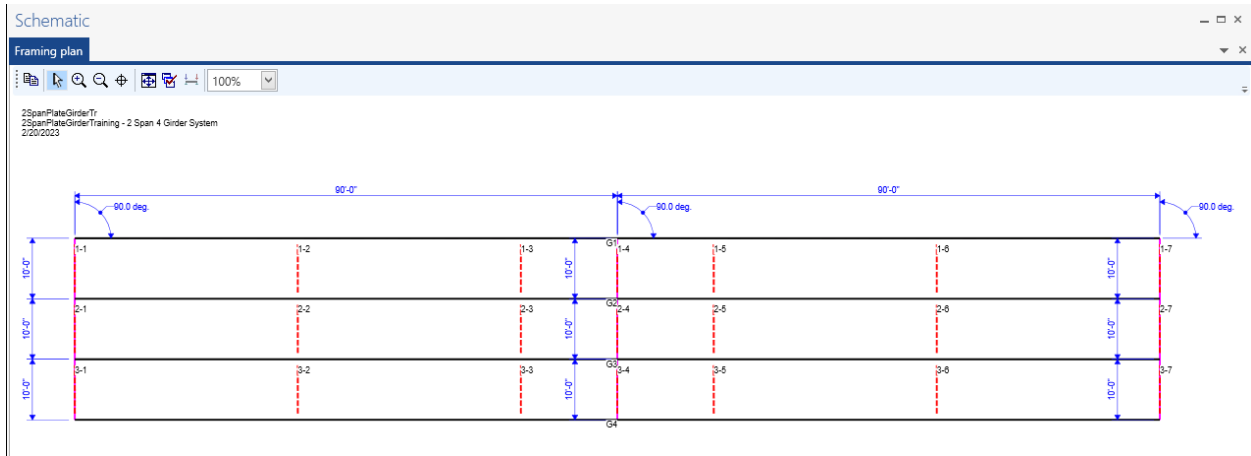 Schematic
Framing plan
100%
2SpanPlateGirderTr
2SpanPlateGirderTraining - 2 Span 4 Girder System
2/20/2023
90'-0" 90'-0"
90.0 deg. 90.0 deg. 90.0 deg.
G1
1-1 1-2 1-3 1-4 1-5 1-6 1-7
10'-0" 10'-0" 10'-0"
G2
2-1 2-2 2-3 2-4 2-5 2-6 2-7
10'-0" 10'-0" 10'-0"
G3
3-1 3-2 3-3 3-4 3-5 3-6 3-7
10'-0" 10'-0" 10'-0"
G4